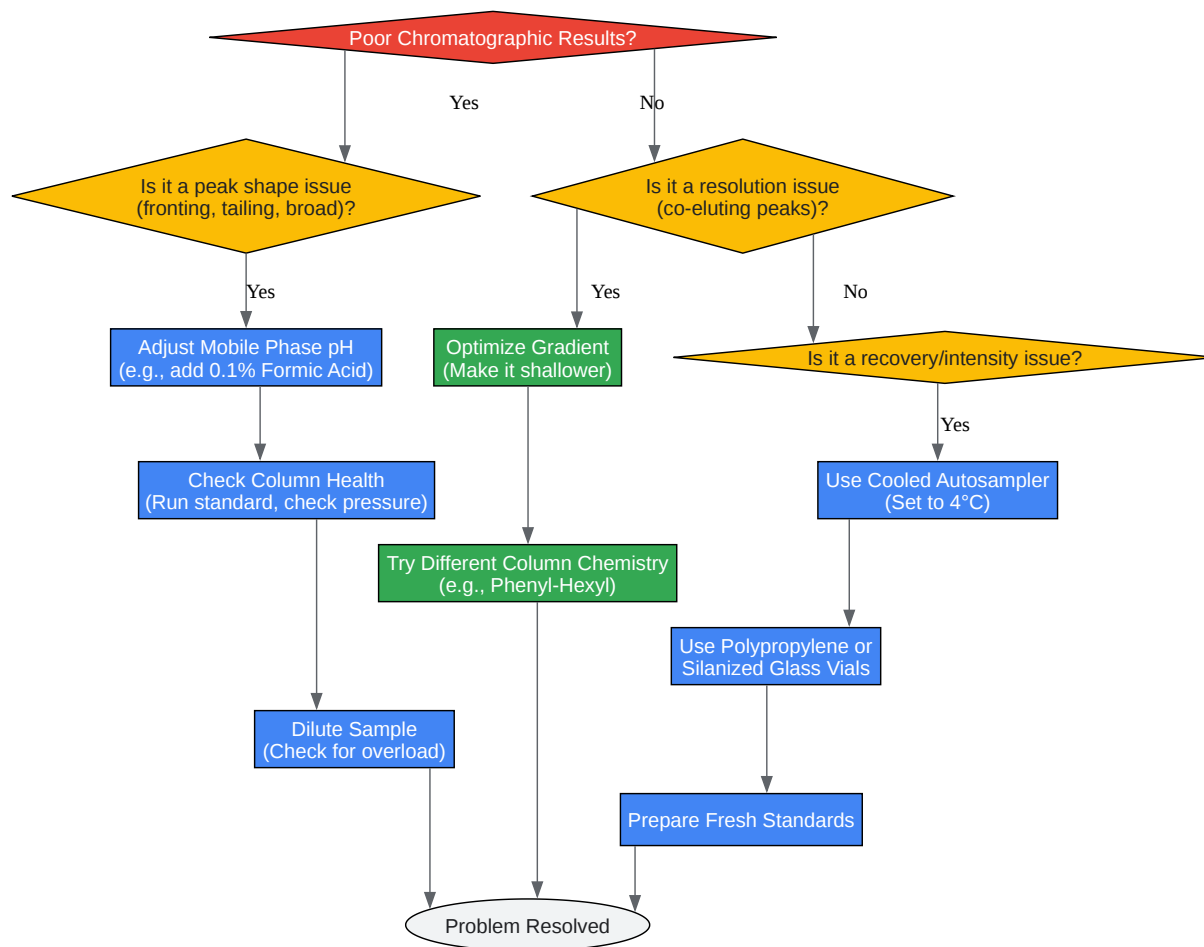 Poor Chromatographic Results?
Yes
No
Is it a peak shape issue
(fronting, tailing, broad)?
Is it a resolution issue
(co-eluting peaks)?
Yes
Yes
No
Adjust Mobile Phase pH
(e.g., add 0.1% Formic Acid)
Optimize Gradient
(Make it shallower)
Is it a recovery/intensity issue?
Yes
Check Column Health
(Run standard, check pressure)
Use Cooled Autosampler
(Set to 4°C)
Try Different Column Chemistry
(e.g., Phenyl-Hexyl)
Use Polypropylene or
Silanized Glass Vials
Dilute Sample
(Check for overload)
Prepare Fresh Standards
Problem Resolved